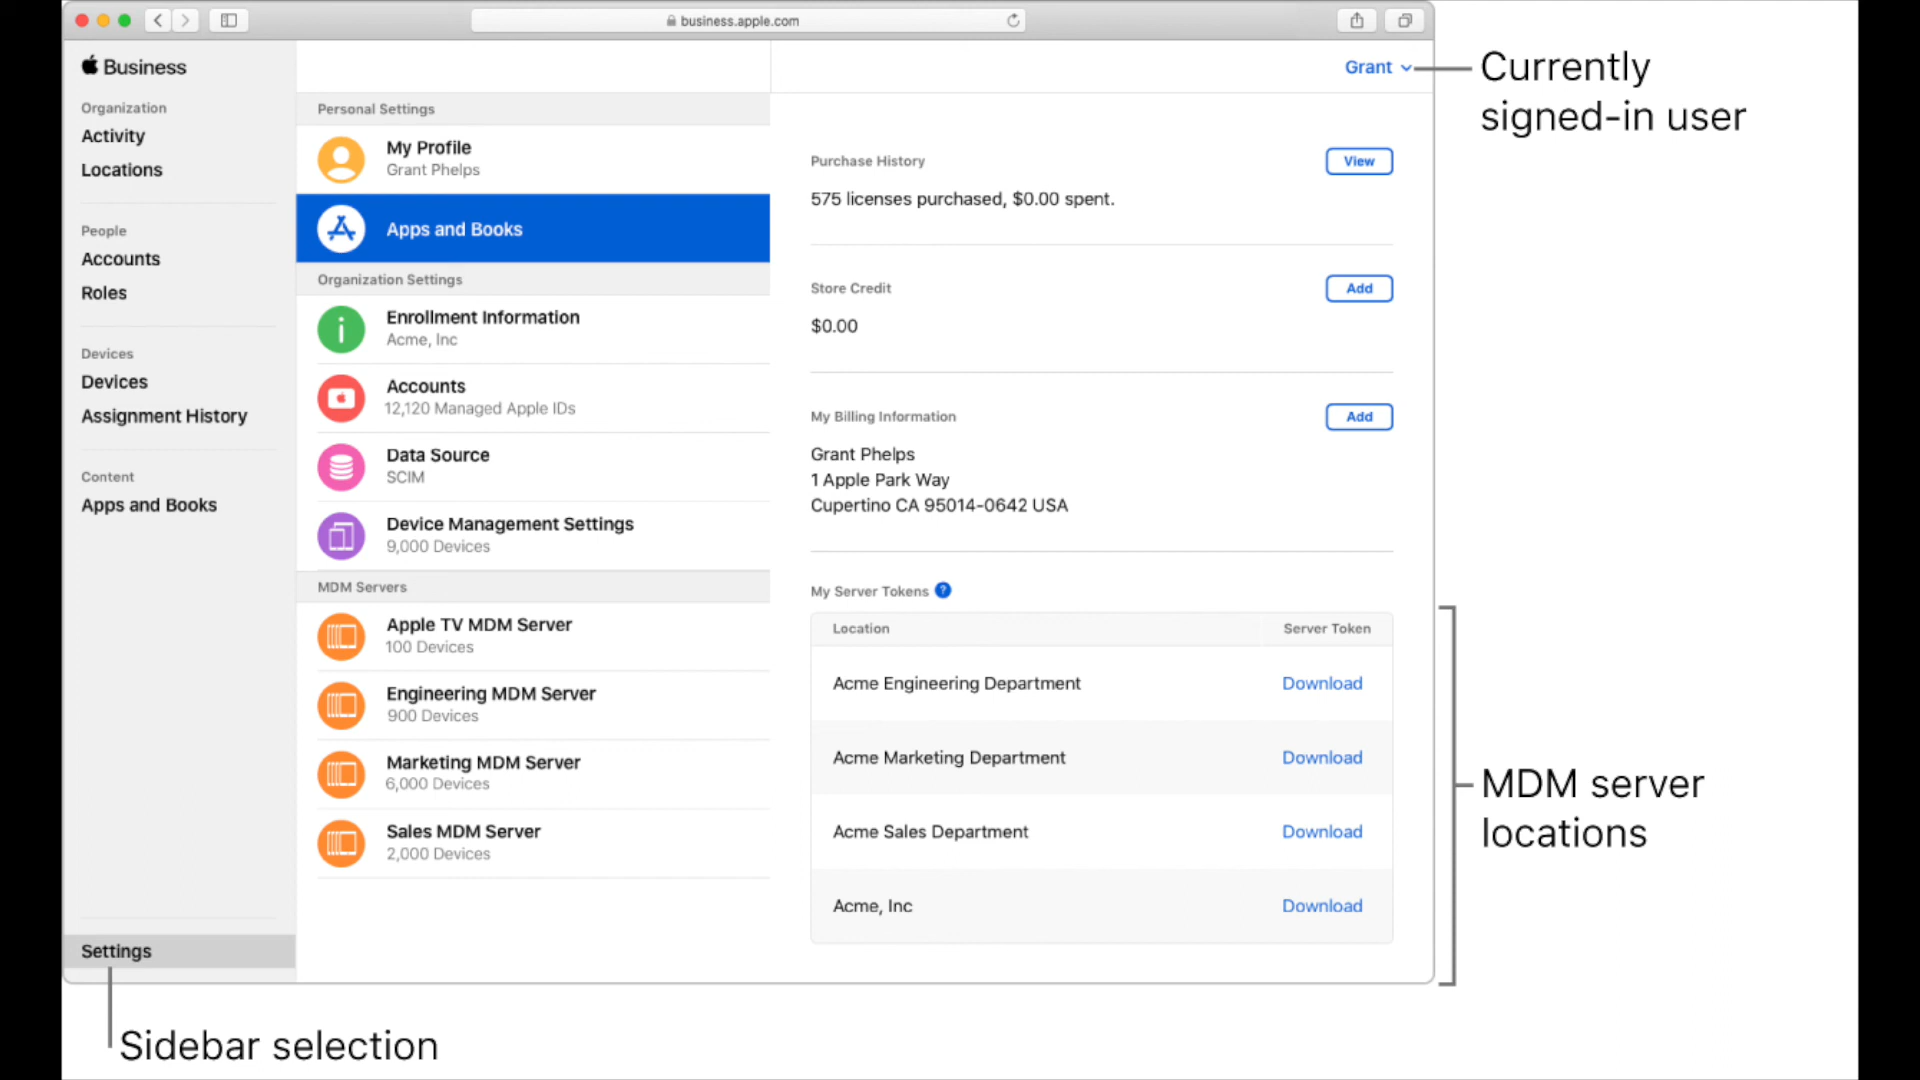 business.apple.com
Business
Organization
Activity
Locations
People
Accounts
Roles
Devices
Devices
Assignment History
Content
Apps and Books
Settings
Personal Settings
My Profile
Grant Phelps
Apps and Books
Organization Settings
Enrollment Information
Acme, Inc
Accounts
12,120 Managed Apple IDs
Data Source
SCIM
Device Management Settings
9,000 Devices
MDM Servers
Apple TV MDM Server
100 Devices
Engineering MDM Server
900 Devices
Marketing MDM Server
6,000 Devices
Sales MDM Server
2,000 Devices
Grant
Purchase History
View
575 licenses purchased, $0.00 spent.
Store Credit
Add
$0.00
My Billing Information
Add
Grant Phelps
1 Apple Park Way
Cupertino CA 95014-0642 USA
My Server Tokens ?
Location Server Token
Acme Engineering Department Download
Acme Marketing Department Download
Acme Sales Department Download
Acme, Inc Download
Currently
signed-in user
MDM server
locations
Sidebar selection